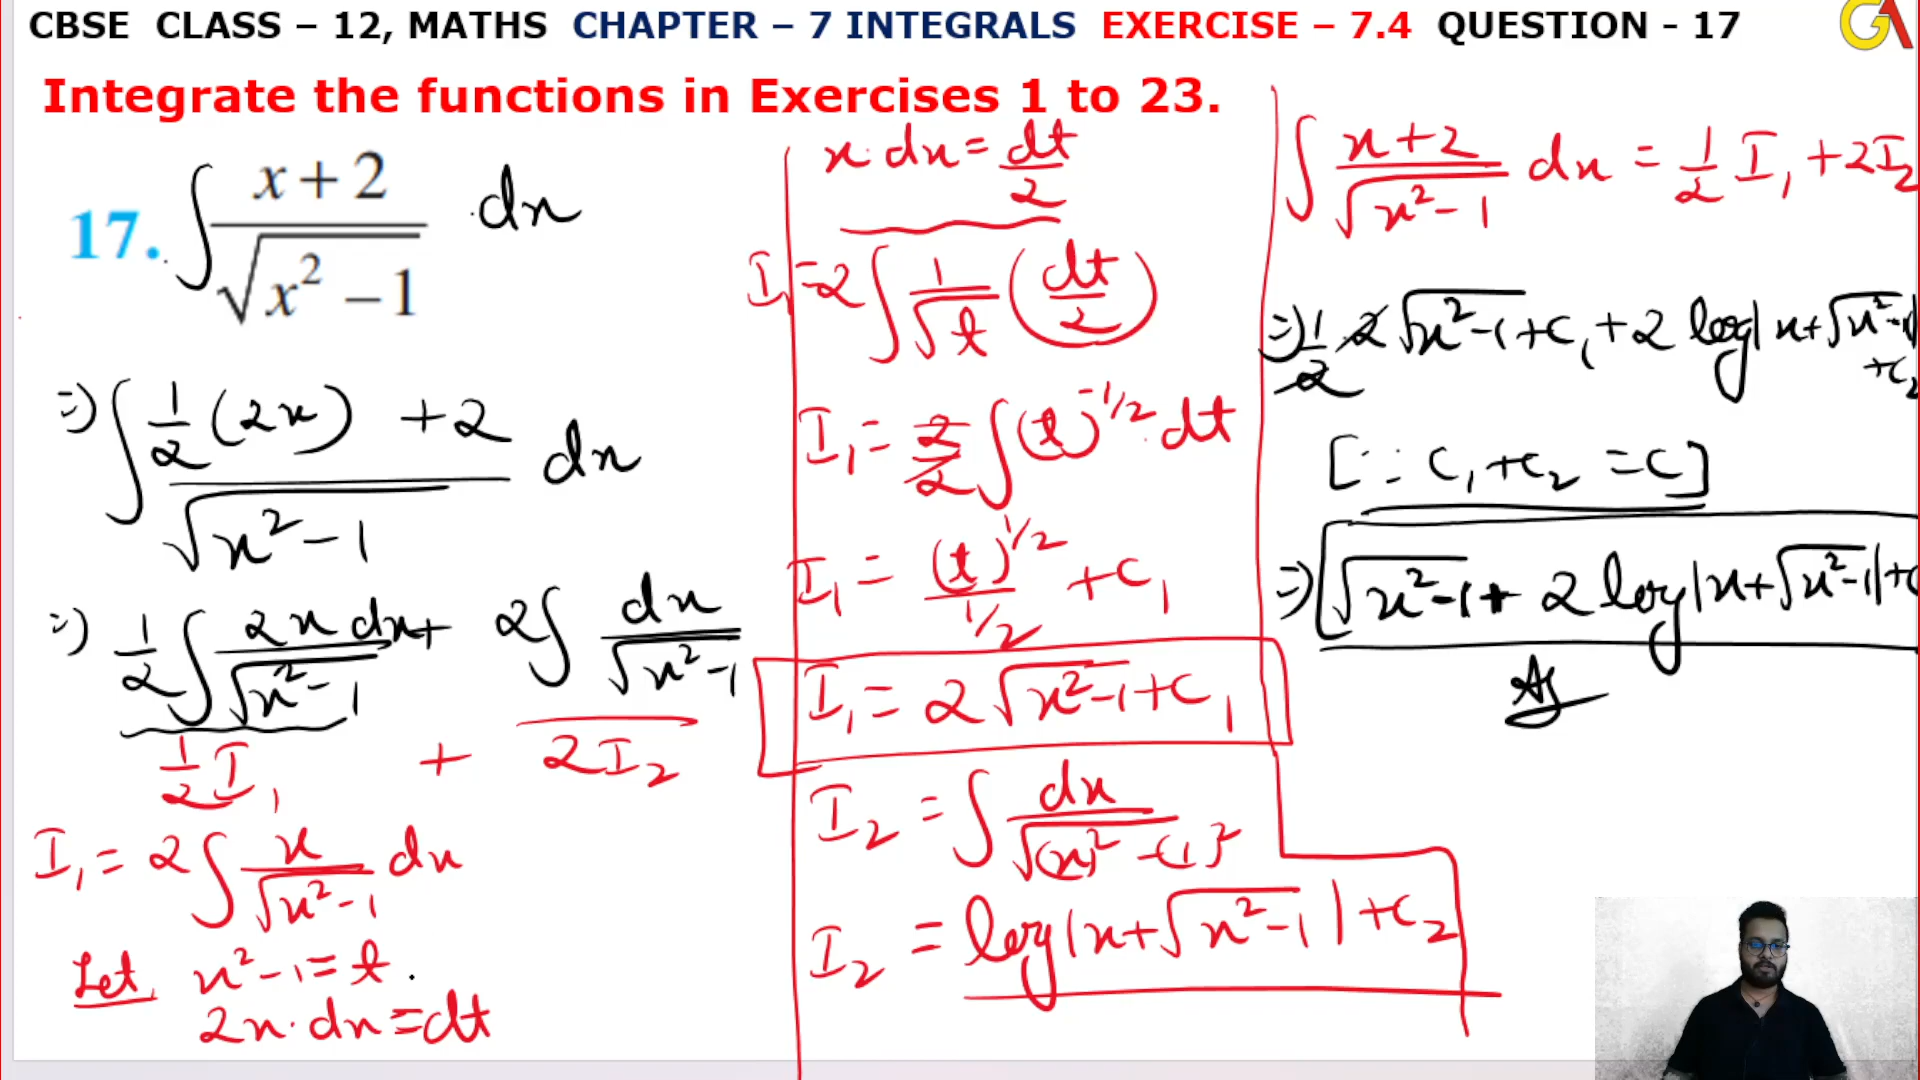 CBSE CLASS – 12, MATHS CHAPTER – 7 INTEGRALS EXERCISE – 7.4 QUESTION - 17
GA
Integrate the functions in Exercises 1 to 23.
17. ∫ (x + 2)/√(x² – 1) dx
⇒) ∫ (1/2 (2x) + 2)/√(x² – 1) dx
⇒) 1/2 ∫ 2x dx/√(x² – 1) + 2∫ dx/√(x² – 1)
1/2 I₁ + 2I₂
I₁ = 2 ∫ x/√(x² – 1) dx
Let x² – 1 = t .
2x · dx = dt
x · dx = dt/2
I₁ = 2 ∫ 1/√t (dt/2)
I₁ = 2/2 ∫ (t)^(-1/2) · dt
I₁ = (t)^(1/2)/(1/2) + C₁
I₁ = 2 √(x² – 1) + C₁
I₂ = ∫ dx/√((x)² – (1)²)
I₂ = log|x + √(x² – 1)| + C₂
∫ (x + 2)/√(x² – 1) dx = 1/2 I₁ + 2I₂
⇒) 1/2 2 √(x² – 1) + C₁ + 2 log|x + √(x² – 1)| + C₂
[∵ C₁ + C₂ = C]
⇒) √(x² – 1) + 2 log|x + √(x² – 1)| + C